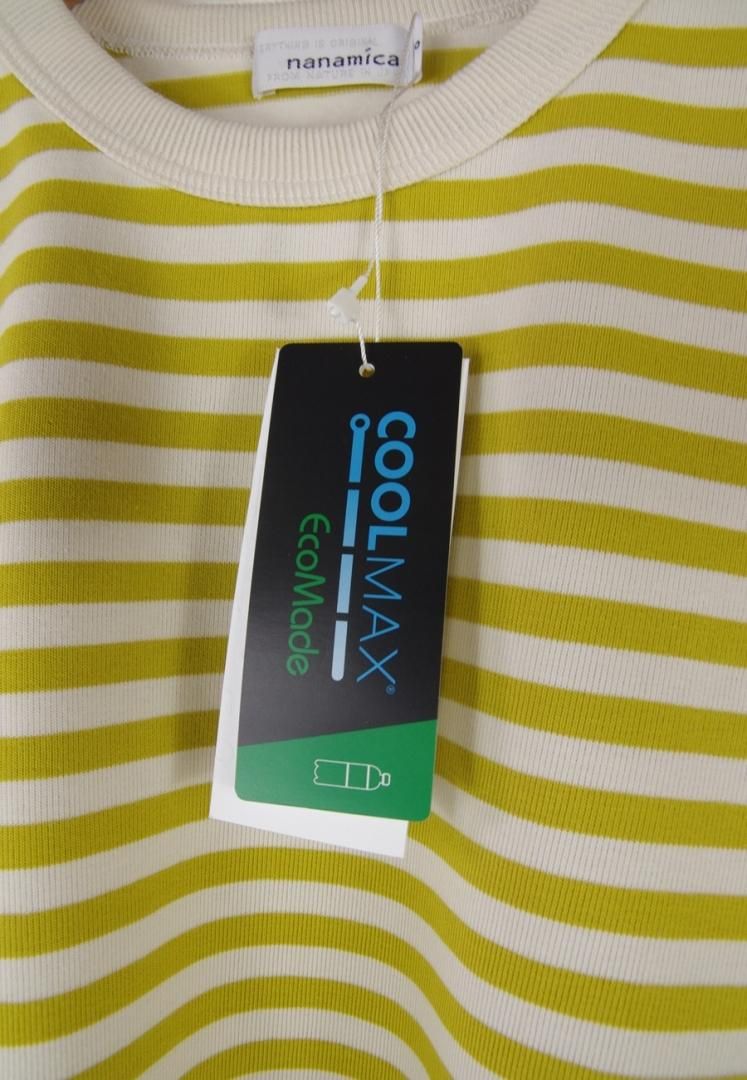 EVERYTHING IS ORIGINAL
nanamica
FROM NATURE IN
COOLMAX®
EcoMade